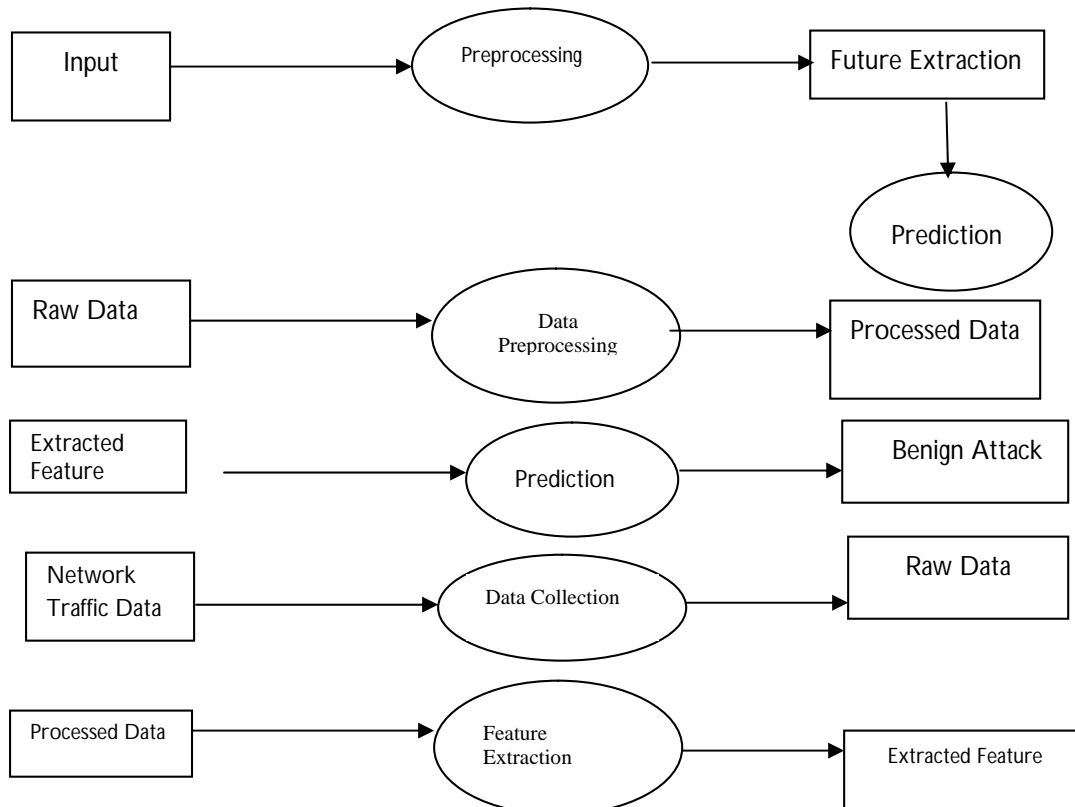 Input
Preprocessing
Future Extraction
Prediction
Raw Data
Data
Preprocessing
Processed Data
Extracted
Feature
Prediction
Benign Attack
Network
Traffic Data
Data Collection
Raw Data
Processed Data
Feature
Extraction
Extracted Feature